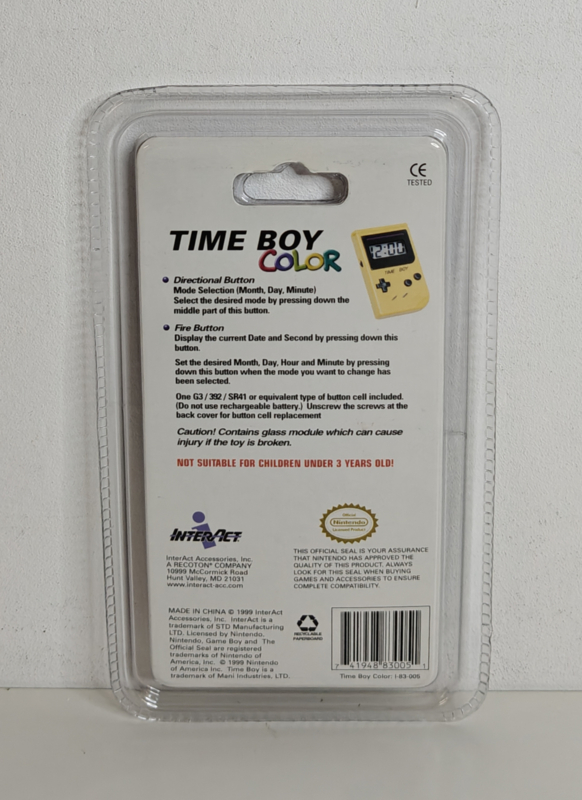 CE
TESTED
TIME BOY
COLOR
12:00
TIME BOY
Directional Button
Mode Selection (Month, Day, Minute)
Select the desired mode by pressing down the
middle part of this button.
Fire Button
Display the current Date and Second by pressing down this
button.
Set the desired Month, Day, Hour and Minute by pressing
down this button when the mode you want to change has
been selected.
One G3 / 392 / SR41 or equivalent type of button cell included.
(Do not use rechargeable battery.) Unscrew the screws at the
back cover for button cell replacement
Caution! Contains glass module which can cause
injury if the toy is broken.
NOT SUITABLE FOR CHILDREN UNDER 3 YEARS OLD!
i
INTERACT
InterAct Accessories, Inc.
A RECOTON® COMPANY
10999 McCormick Road
Hunt Valley, MD 21031
www.interact-acc.com
Official
Nintendo
Licensed Product
THIS OFFICIAL SEAL IS YOUR ASSURANCE
THAT NINTENDO HAS APPROVED THE
QUALITY OF THIS PRODUCT. ALWAYS
LOOK FOR THIS SEAL WHEN BUYING
GAMES AND ACCESSORIES TO ENSURE
COMPLETE COMPATIBILITY.
MADE IN CHINA © 1999 InterAct
Accessories, Inc. InterAct is a
trademark of STD Manufacturing
LTD. Licensed by Nintendo.
Nintendo, Game Boy and The
Official Seal are registered
trademarks of Nintendo of
America, Inc. © 1999 Nintendo
of America Inc. Time Boy is a
trademark of Mani Industries, LTD.
RECYCLABLE
PAPERBOARD
7 41948 83005 1
Time Boy Color: I-83-005